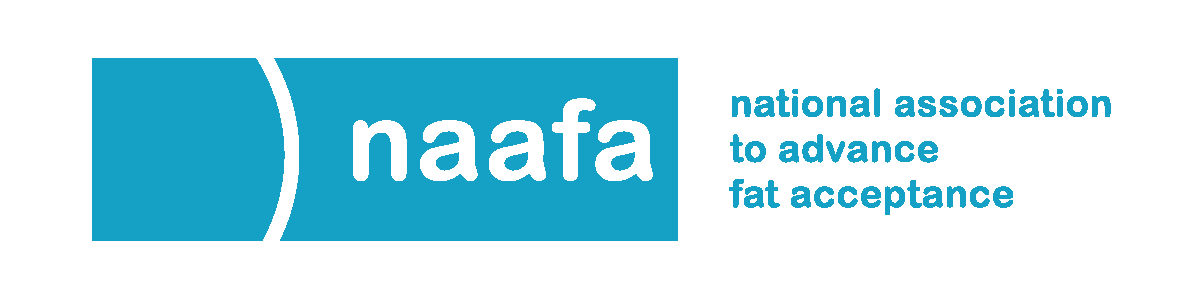 naafa
national association
to advance
fat acceptance